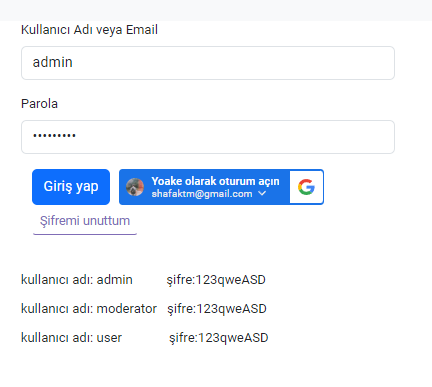 Kullanıcı Adı veya Email
admin
Parola
•••••••••
Giriş yap
Yoake olarak oturum açın
shafaktm@gmail.com
Şifremi unuttum
kullanıcı adı: admin şifre:123qweASD
kullanıcı adı: moderator şifre:123qweASD
kullanıcı adı: user şifre:123qweASD